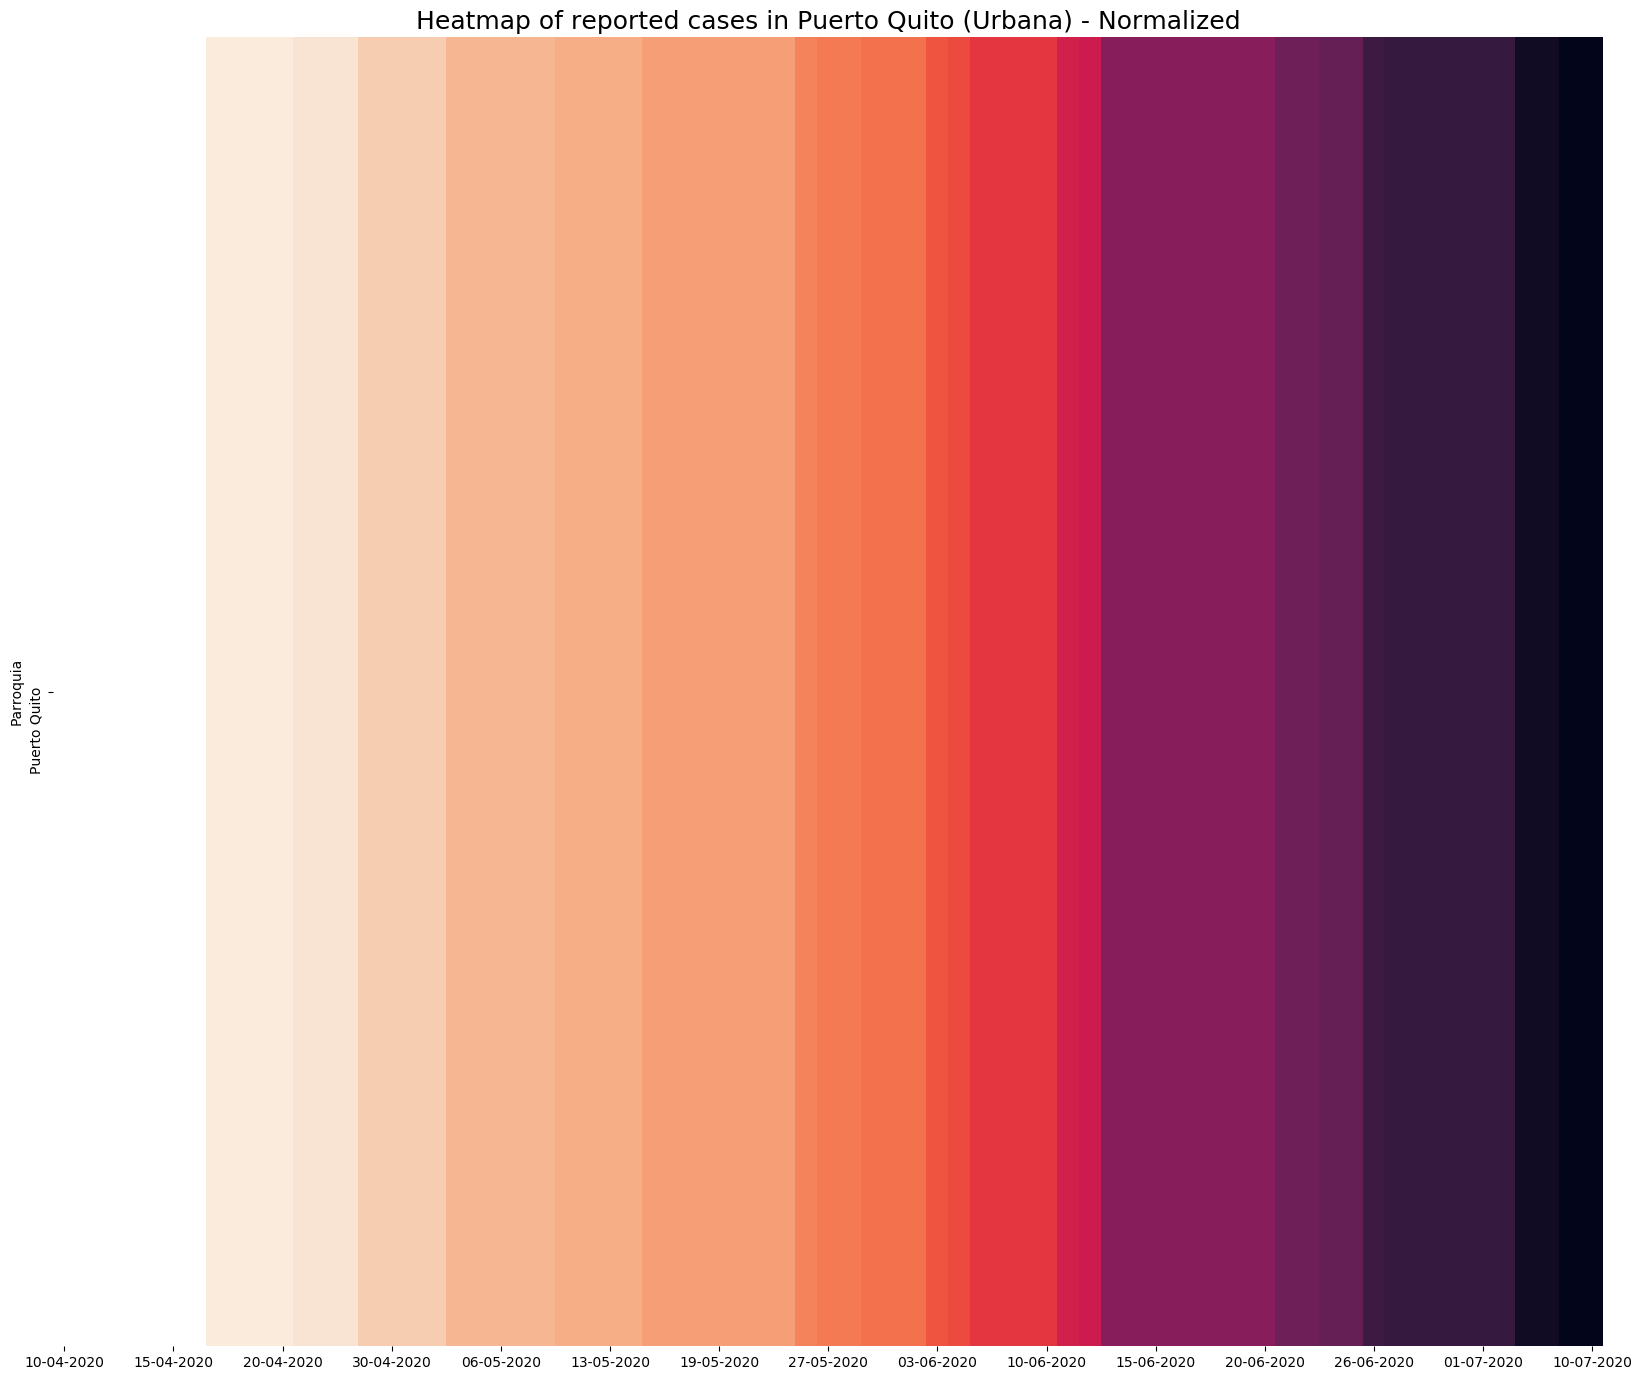 Heatmap of reported cases in Puerto Quito (Urbana) - Normalized
Parroquia
Puerto Quito
10-04-2020 15-04-2020 20-04-2020 30-04-2020 06-05-2020 13-05-2020 19-05-2020 27-05-2020 03-06-2020 10-06-2020 15-06-2020 20-06-2020 26-06-2020 01-07-2020 10-07-2020